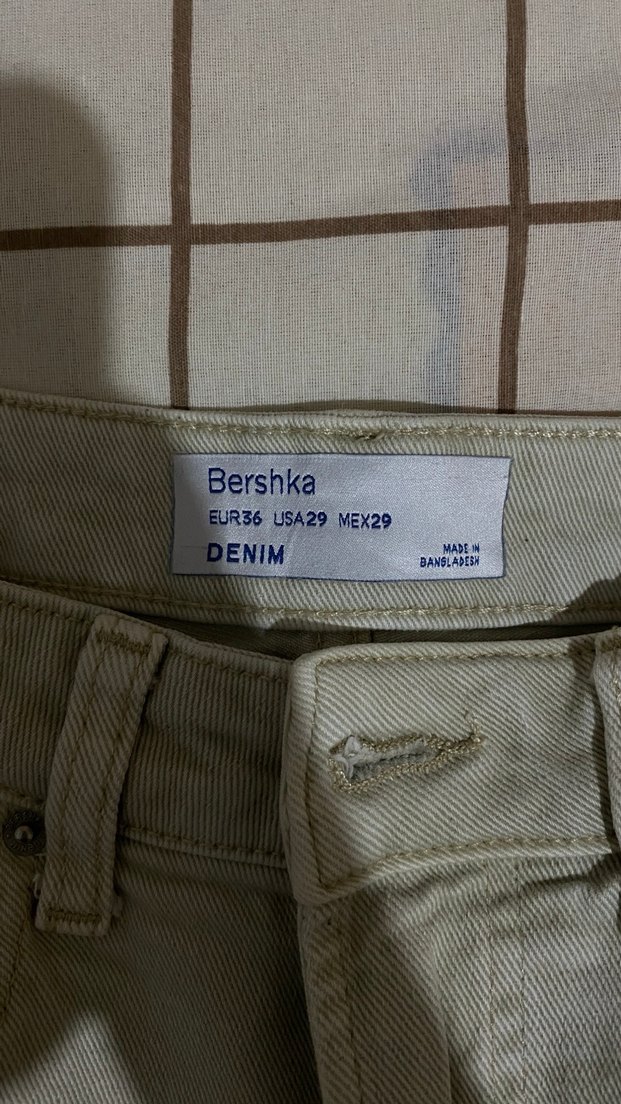 Bershka
EUR36 USA29 MEX29
DENIM
MADE IN
BANGLADESH